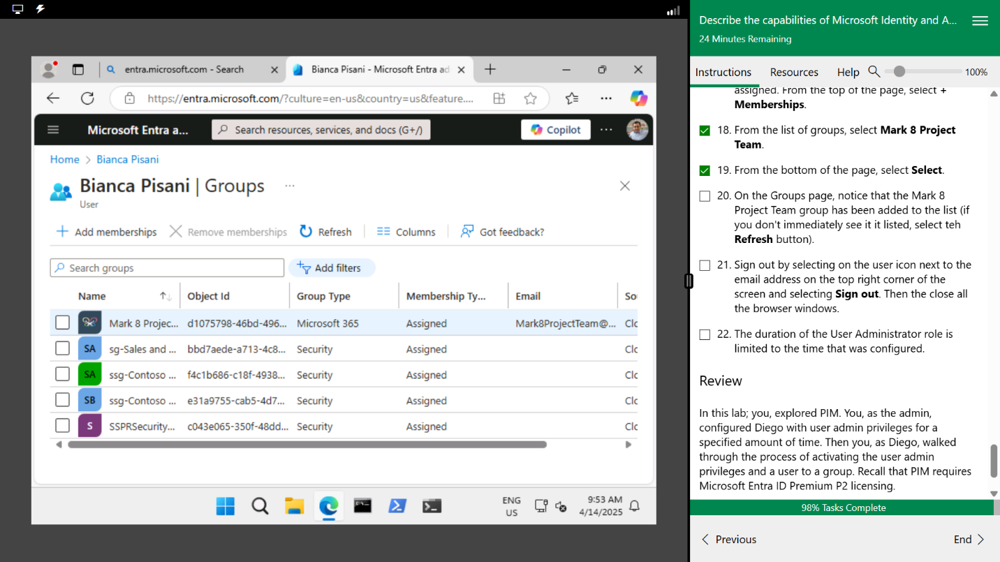 entra.microsoft.com - Search
Bianca Pisani - Microsoft Entra ad
https://entra.microsoft.com/?culture=en-us&country=us&feature....
Microsoft Entra a...
Search resources, services, and docs (G+/)
Copilot
Home > Bianca Pisani
Bianca Pisani | Groups ...
User
Add memberships
Remove memberships
Refresh
Columns
Got feedback?
Search groups
Add filters
Name Object Id Group Type Membership Ty... Email So
Mark 8 Projec... d1075798-46bd-496... Microsoft 365 Assigned Mark8ProjectTeam@... Clc
SA sg-Sales and ... bbd7aede-a713-4c8... Security Assigned Clc
SA ssg-Contoso ... f4c1b686-c18f-4938... Security Assigned Clc
SB ssg-Contoso ... e31a9755-cab5-4d7... Security Assigned Clc
S SSPRSecurity... c043e065-350f-48dd... Security Assigned Clc
ENG
US
9:53 AM
4/14/2025
Describe the capabilities of Microsoft Identity and A...
24 Minutes Remaining
Instructions Resources Help 100%
assigned. From the top of the page, select +
Memberships.
18. From the list of groups, select Mark 8 Project
Team.
19. From the bottom of the page, select Select.
20. On the Groups page, notice that the Mark 8
Project Team group has been added to the list (if
you don't immediately see it it listed, select teh
Refresh button).
21. Sign out by selecting on the user icon next to the
email address on the top right corner of the
screen and selecting Sign out. Then the close all
the browser windows.
22. The duration of the User Administrator role is
limited to the time that was configured.
Review
In this lab; you, explored PIM. You, as the admin,
configured Diego with user admin privileges for a
specified amount of time. Then you, as Diego, walked
through the process of activating the user admin
privileges and a user to a group. Recall that PIM requires
Microsoft Entra ID Premium P2 licensing.
98% Tasks Complete
Previous
End